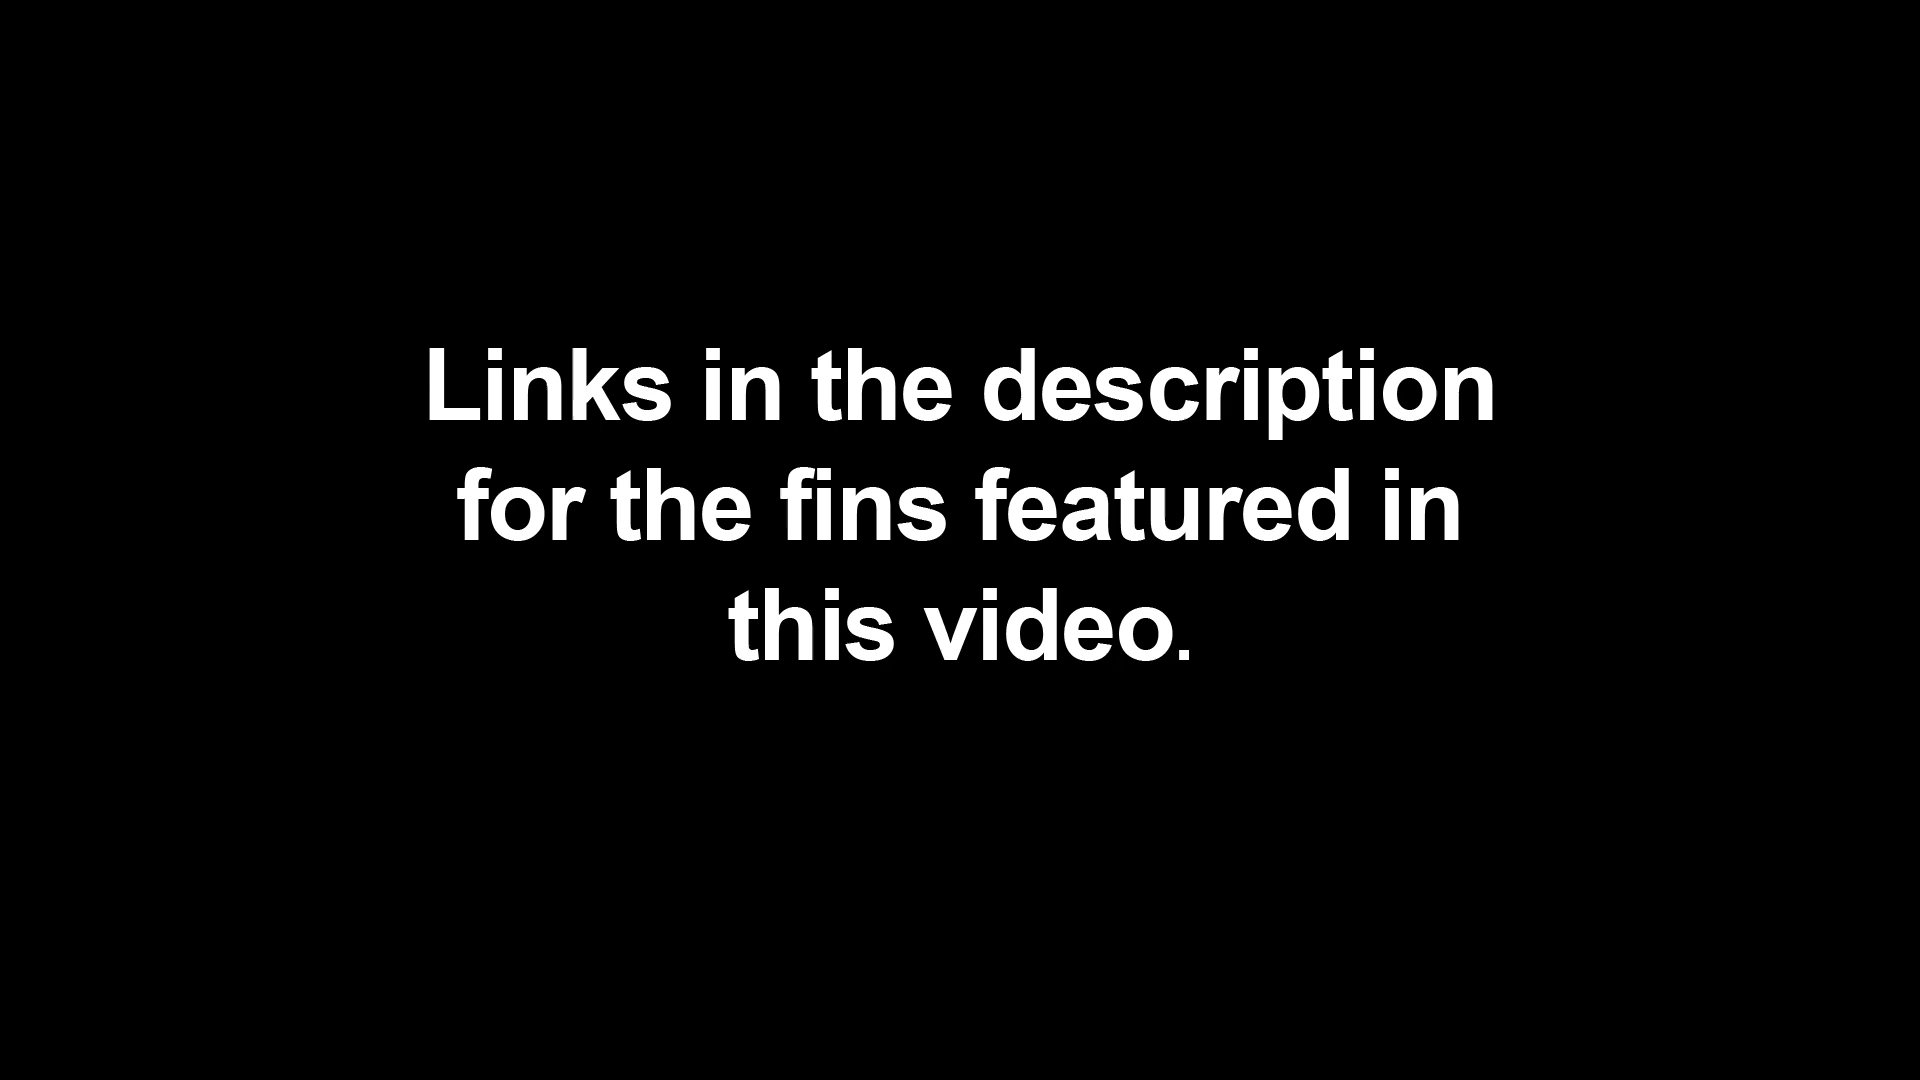 Links in the description
for the fins featured in
this video.